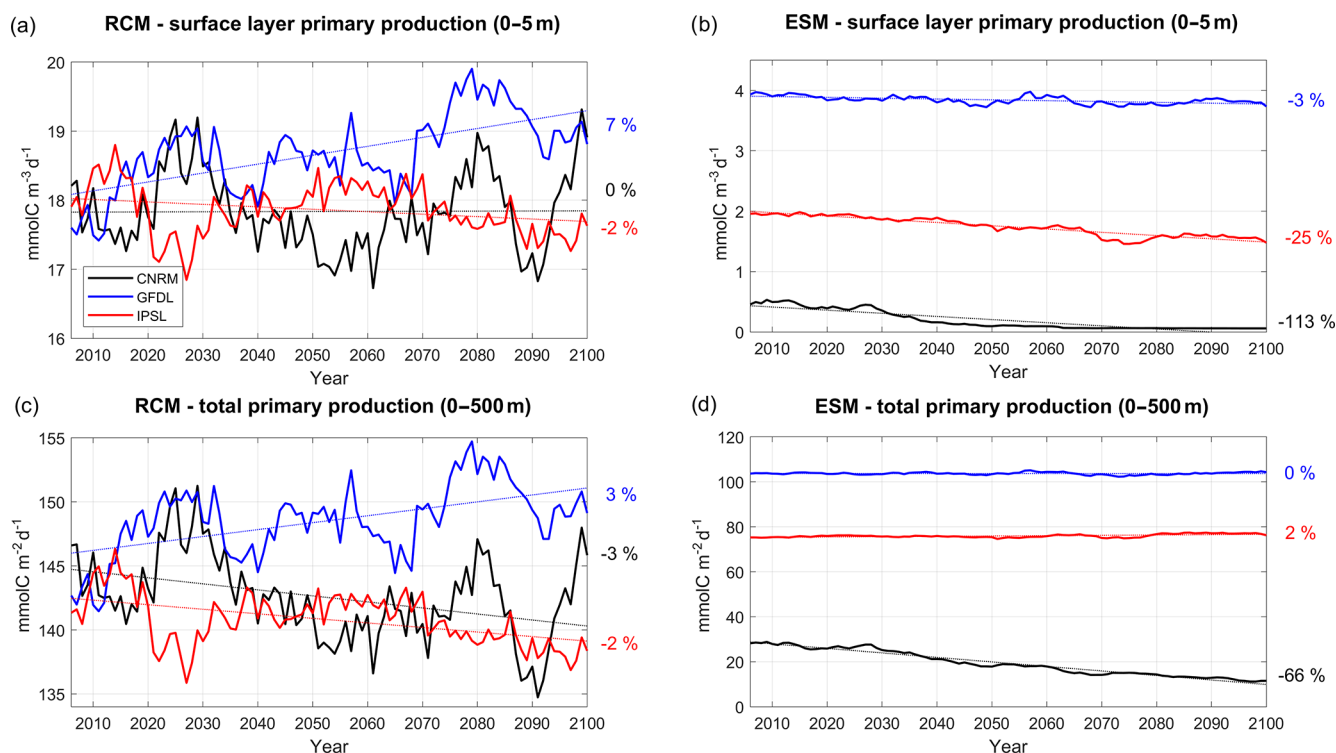 (a)
RCM - surface layer primary production (0–5 m)
20
19
18
17
16
mmolC m-3 d-1
7 %
0 %
-2 %
CNRM
GFDL
IPSL
2010 2020 2030 2040 2050 2060 2070 2080 2090 2100
Year
(b)
ESM - surface layer primary production (0–5 m)
4
3
2
1
0
mmolC m-3 d-1
-3 %
-25 %
-113 %
2010 2020 2030 2040 2050 2060 2070 2080 2090 2100
Year
(c)
RCM - total primary production (0–500 m)
155
150
145
140
135
mmolC m-2 d-1
3 %
-3 %
-2 %
2010 2020 2030 2040 2050 2060 2070 2080 2090 2100
Year
(d)
ESM - total primary production (0–500 m)
120
100
80
60
40
20
0
mmolC m-2 d-1
0 %
2 %
-66 %
2010 2020 2030 2040 2050 2060 2070 2080 2090 2100
Year